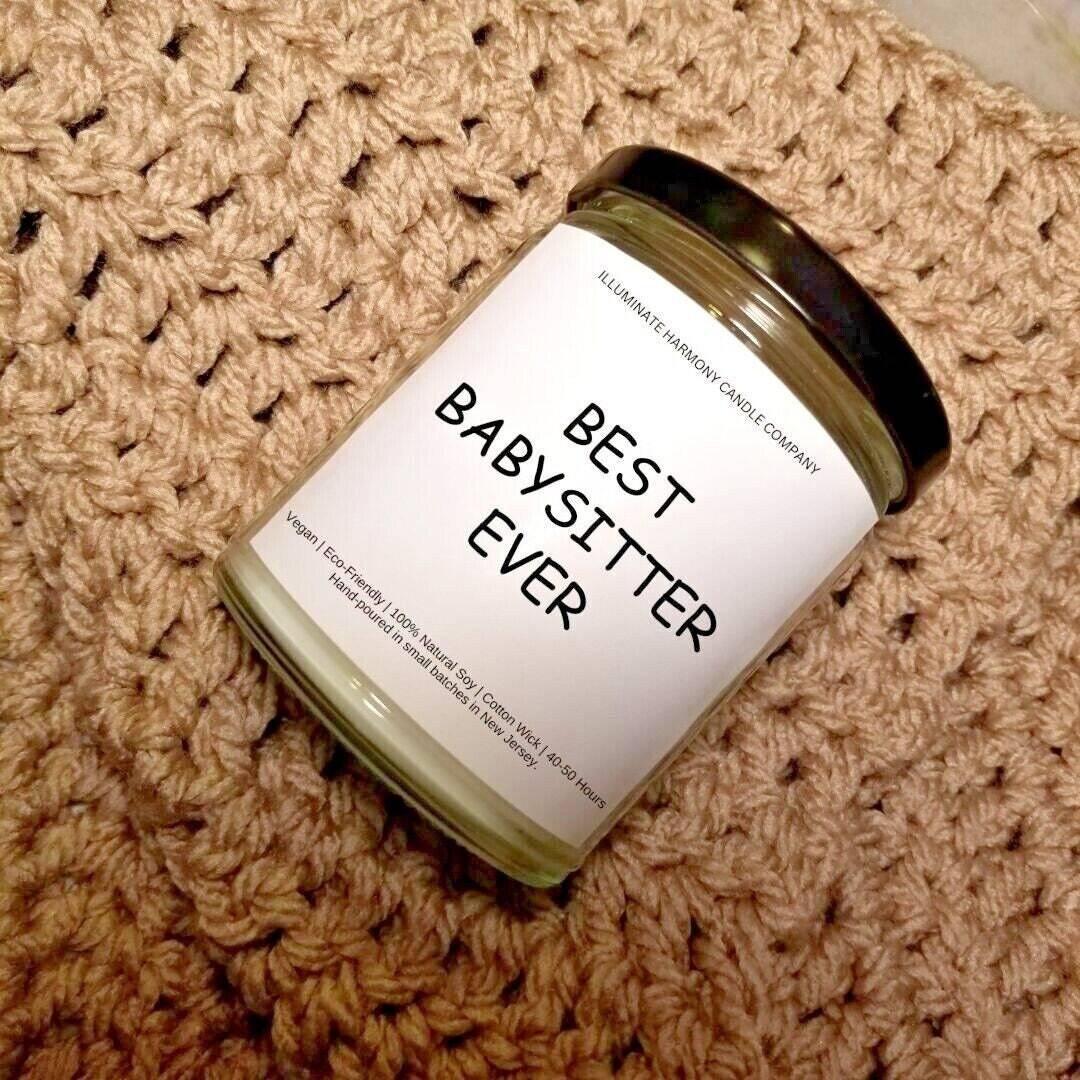 ILLUMINATE HARMONY CANDLE COMPANY
BEST
BABYSITTER
EVER
Vegan | Eco-Friendly | 100% Natural Soy | Cotton Wick | 40-50 Hours
Hand-poured in small batches in New Jersey.